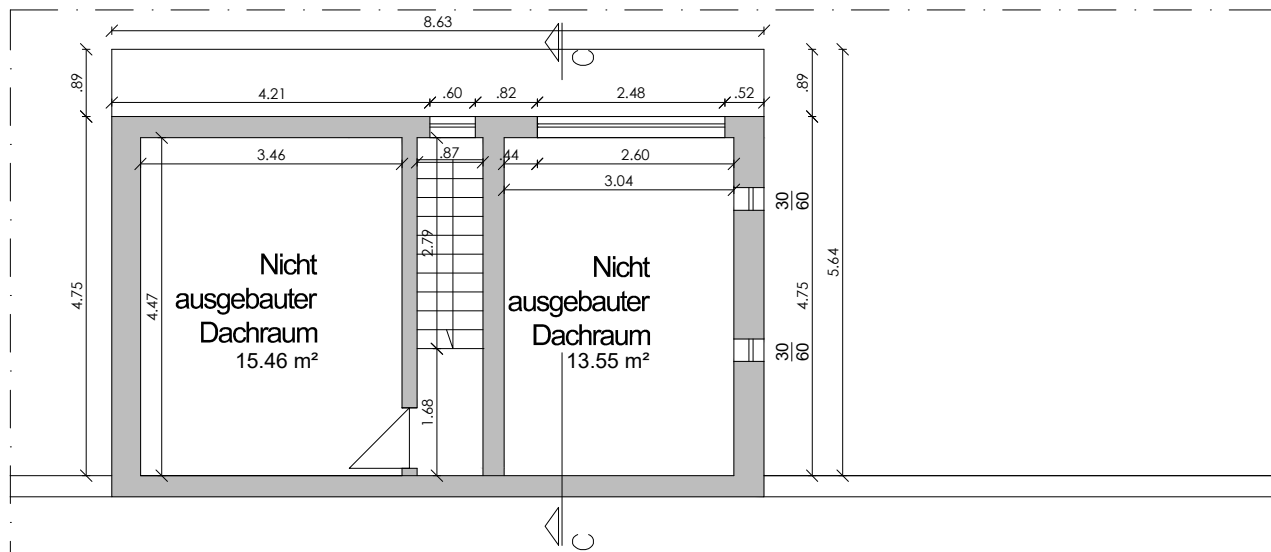 8.63
C
.89
.89
4.21
.60
.82
2.48
.52
3.46
.87
.44
2.60
3.04
30
60
2.79
5.64
Nicht
ausgebauter
Dachraum
15.46 m²
Nicht
ausgebauter
Dachraum
13.55 m²
4.75
4.47
4.75
30
60
1.68
C